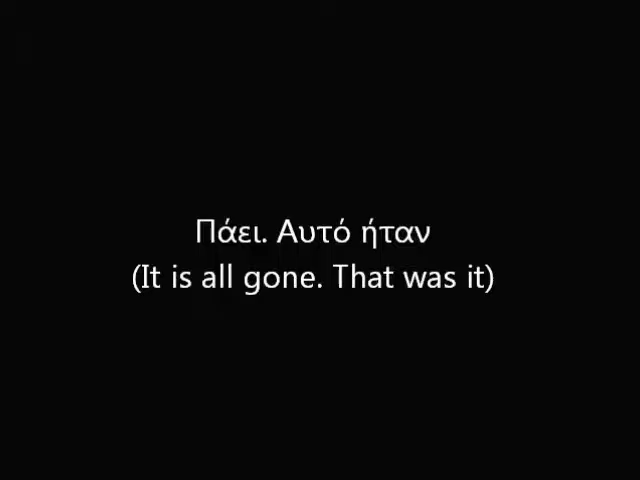 Πάει. Αυτό ήταν
(It is all gone. That was it)